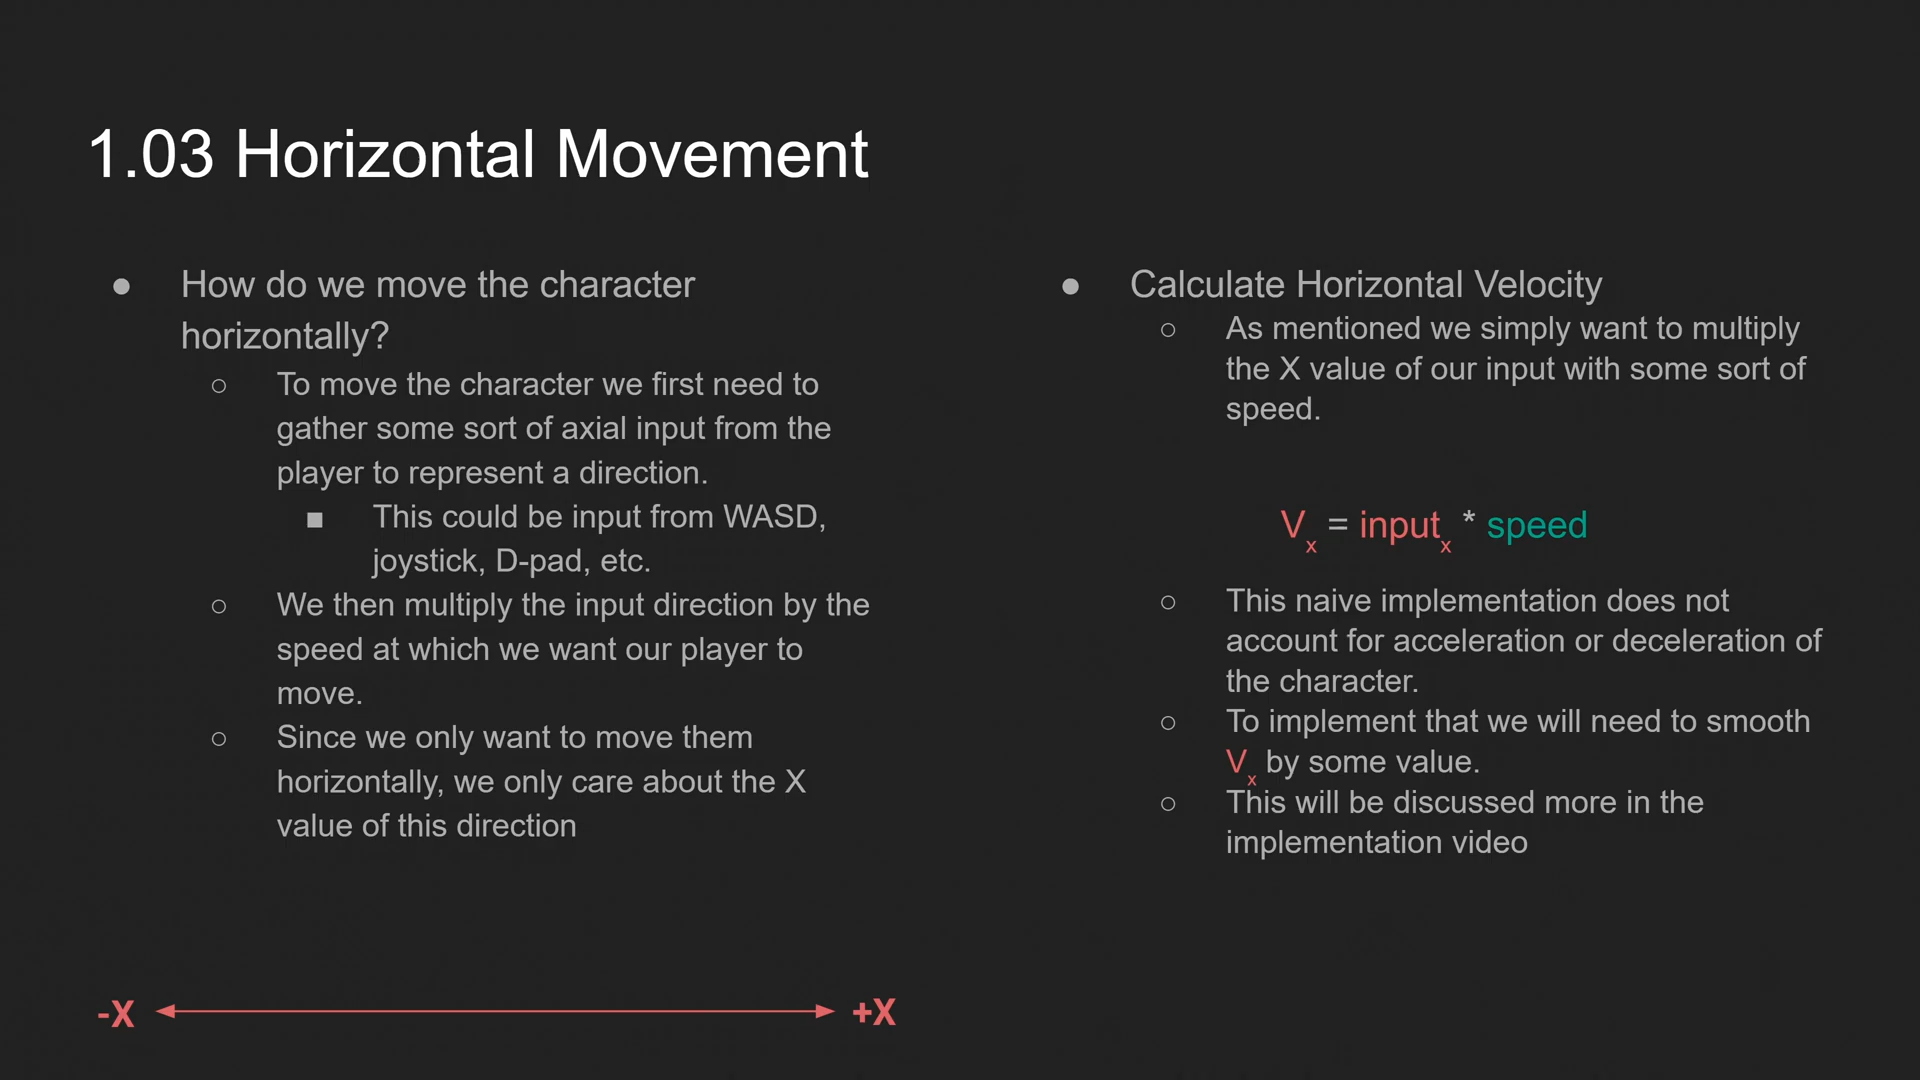 1.03 Horizontal Movement
● How do we move the character
horizontally?
○ To move the character we first need to
gather some sort of axial input from the
player to represent a direction.
■ This could be input from WASD,
joystick, D-pad, etc.
○ We then multiply the input direction by the
speed at which we want our player to
move.
○ Since we only want to move them
horizontally, we only care about the X
value of this direction
-X
+X
● Calculate Horizontal Velocity
○ As mentioned we simply want to multiply
the X value of our input with some sort of
speed.
Vₓ = inputₓ * speed
○ This naive implementation does not
account for acceleration or deceleration of
the character.
○ To implement that we will need to smooth
Vₓ by some value.
○ This will be discussed more in the
implementation video